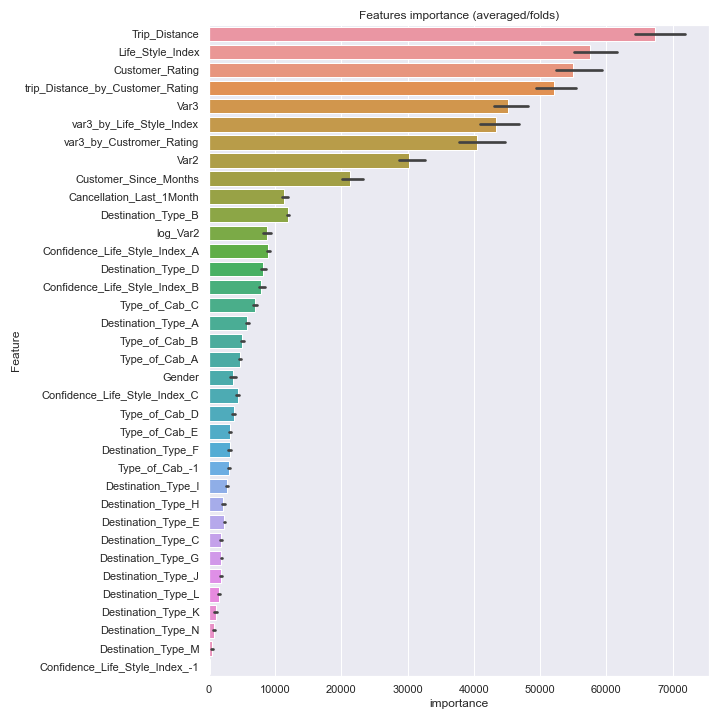 Features importance (averaged/folds)
Trip_Distance
Life_Style_Index
Customer_Rating
trip_Distance_by_Customer_Rating
Var3
var3_by_Life_Style_Index
var3_by_Custromer_Rating
Var2
Customer_Since_Months
Cancellation_Last_1Month
Destination_Type_B
log_Var2
Confidence_Life_Style_Index_A
Destination_Type_D
Confidence_Life_Style_Index_B
Type_of_Cab_C
Destination_Type_A
Type_of_Cab_B
Type_of_Cab_A
Gender
Confidence_Life_Style_Index_C
Type_of_Cab_D
Type_of_Cab_E
Destination_Type_F
Type_of_Cab_-1
Destination_Type_I
Destination_Type_H
Destination_Type_E
Destination_Type_C
Destination_Type_G
Destination_Type_J
Destination_Type_L
Destination_Type_K
Destination_Type_N
Destination_Type_M
Confidence_Life_Style_Index_-1
Feature
0 10000 20000 30000 40000 50000 60000 70000
importance